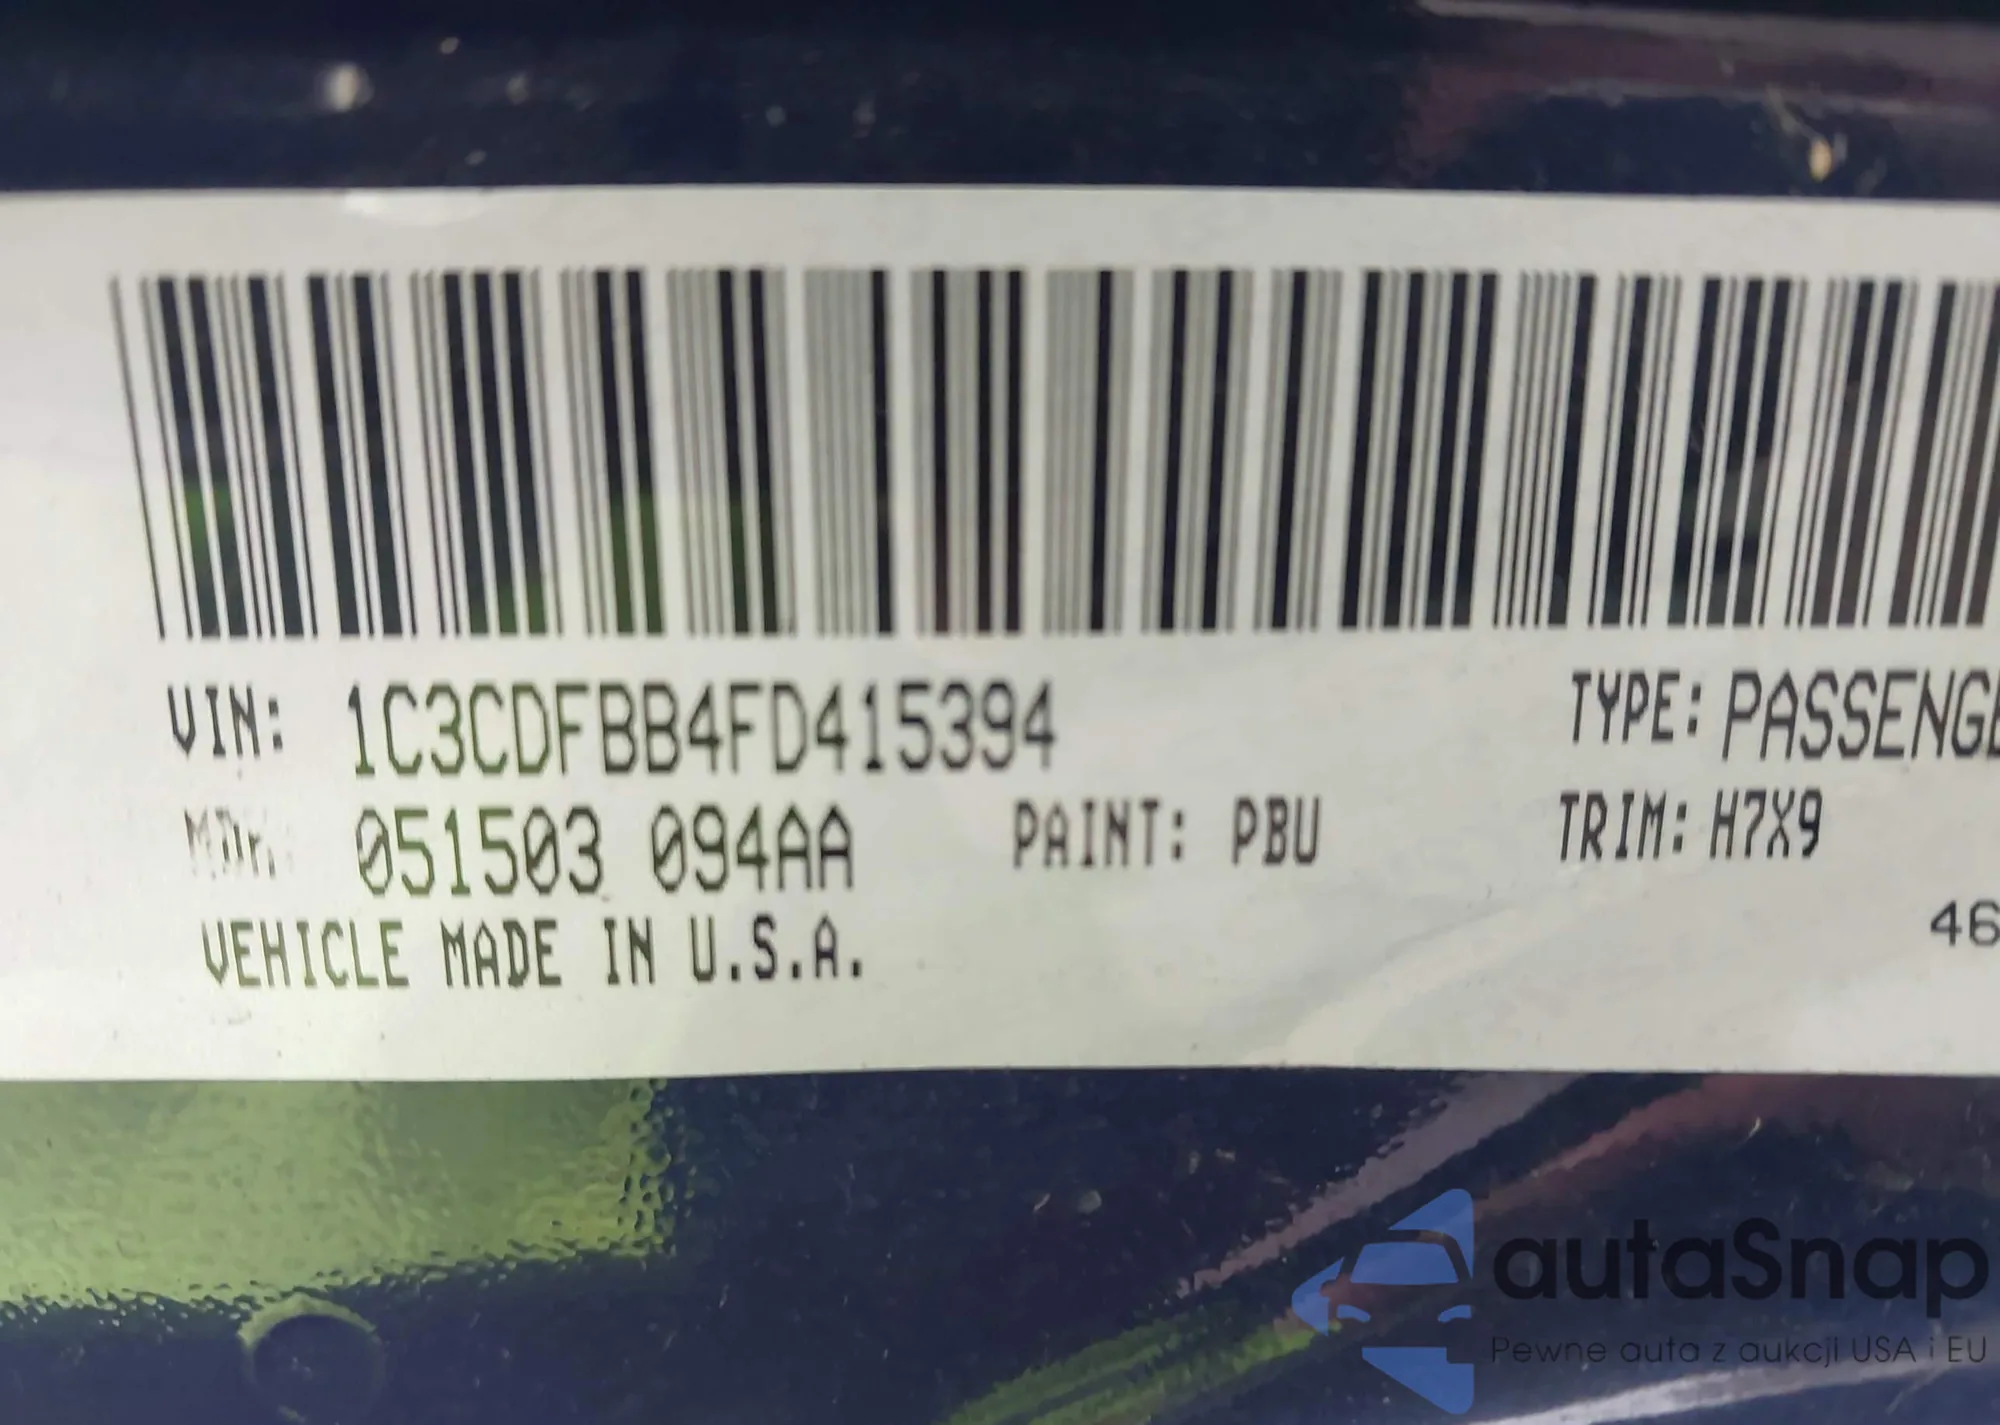 VIN: 1C3CDFBB4FD415394
TYPE: PASSENGE
MDH: 051503 094AA
PAINT: PBU
TRIM: H7X9
VEHICLE MADE IN U.S.A.
46
autaSnap
Pewne auta z aukcji USA i EU